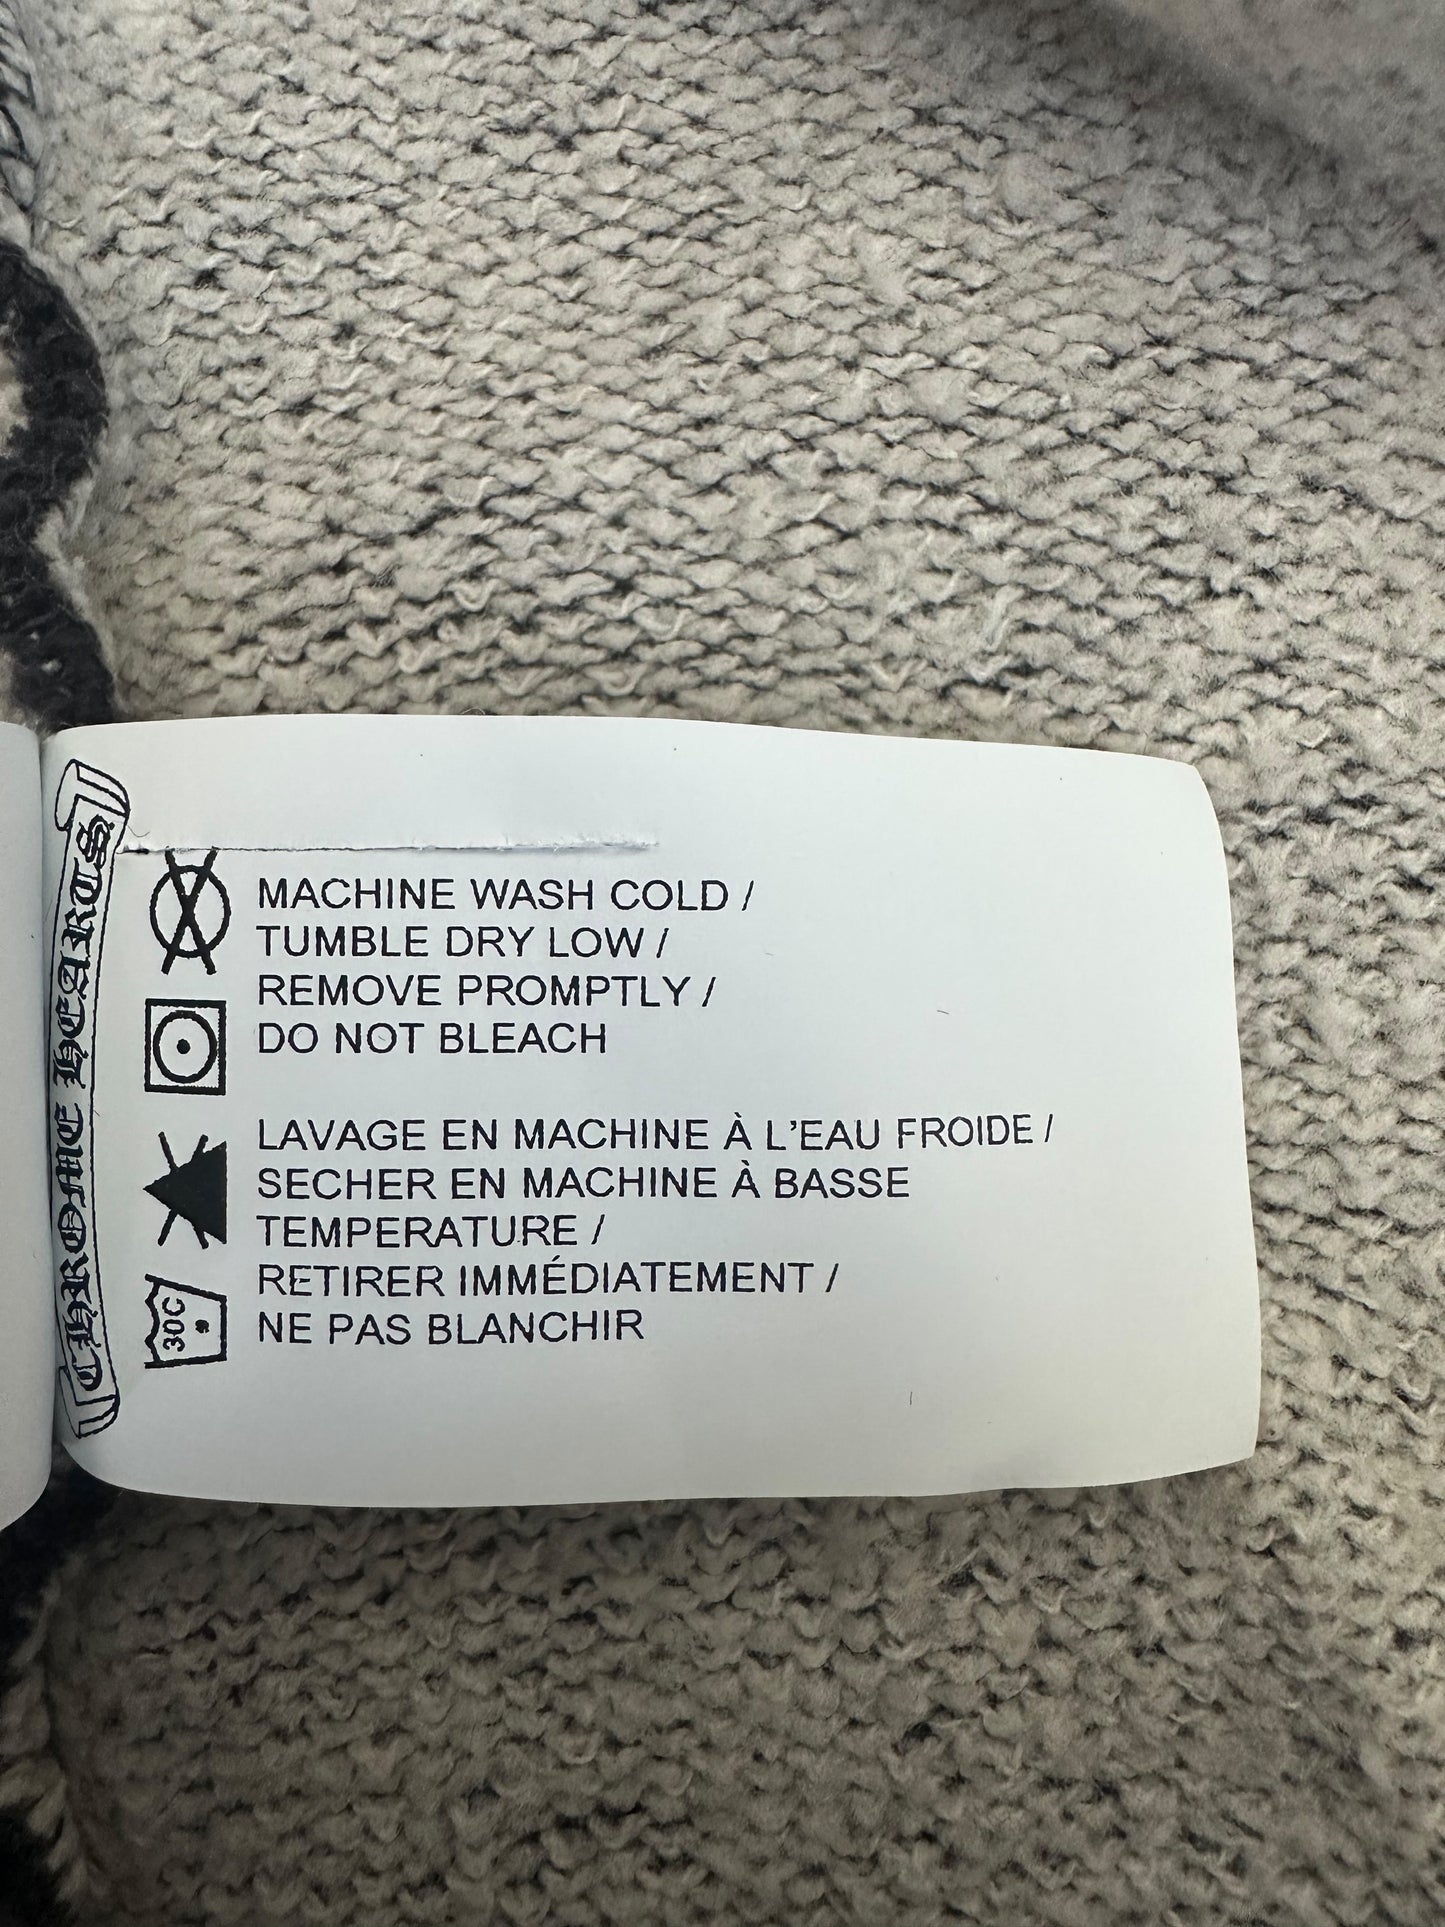 CHROME HEARTS
MACHINE WASH COLD /
TUMBLE DRY LOW /
REMOVE PROMPTLY /
DO NOT BLEACH
LAVAGE EN MACHINE À L'EAU FROIDE /
SECHER EN MACHINE À BASSE
TEMPERATURE /
RETIRER IMMÉDIATEMENT /
NE PAS BLANCHIR
30C